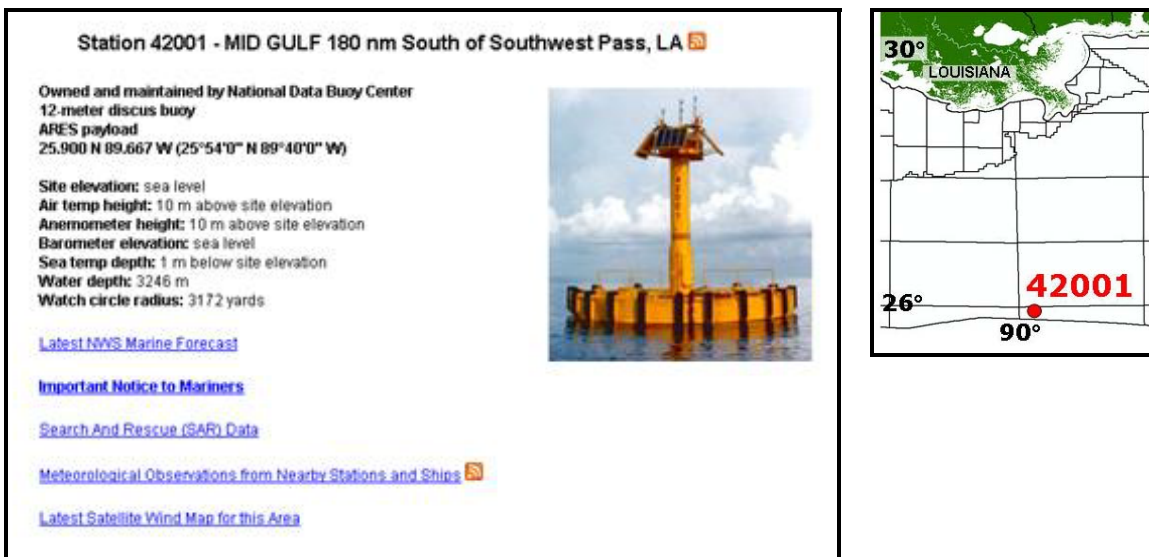 Station 42001 - MID GULF 180 nm South of Southwest Pass, LA
Owned and maintained by National Data Buoy Center
12-meter discus buoy
ARES payload
25.900 N 89.667 W (25°54'0" N 89°40'0" W)
Site elevation: sea level
Air temp height: 10 m above site elevation
Anemometer height: 10 m above site elevation
Barometer elevation: sea level
Sea temp depth: 1 m below site elevation
Water depth: 3246 m
Watch circle radius: 3172 yards
Latest NWS Marine Forecast
Important Notice to Mariners
Search And Rescue (SAR) Data
Meteorological Observations from Nearby Stations and Ships
Latest Satellite Wind Map for this Area
42001
30°
LOUISIANA
42001
26°
90°